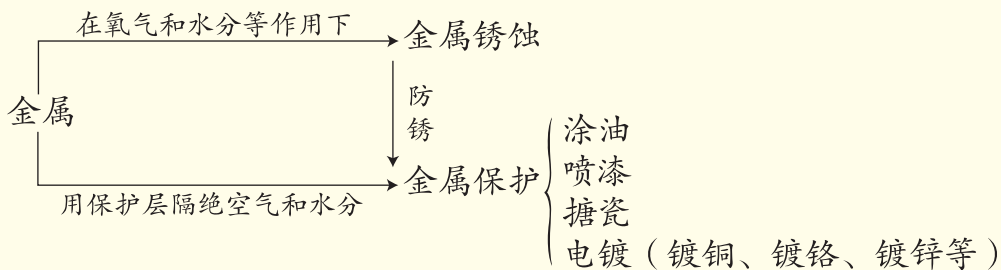 在氧气和水分等作用下
金属锈蚀
金属
防
锈
金属保护
用保护层隔绝空气和水分
涂油
喷漆
搪瓷
电镀（镀铜、镀铬、镀锌等）